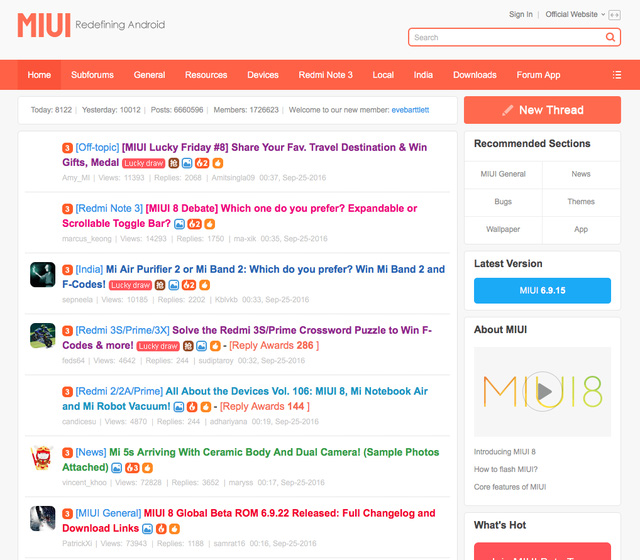 MIUI Redefining Android
Sign In | Official Website
Search
Home Subforums General Resources Devices Redmi Note 3 Local India Downloads Forum App
Today: 8122 | Yesterday: 10012 | Posts: 6660596 | Members: 1726623 | Welcome to our new member: evebarttlett
New Thread
3 [Off-topic] [MIUI Lucky Friday #8] Share Your Fav. Travel Destination & Win
Gifts, Medal Lucky draw 抢 2
Amy_MI | Views: 11393 | Replies: 2068 | Amitsingla09 00:37, Sep-25-2016
3 [Redmi Note 3] [MIUI 8 Debate] Which one do you prefer? Expandable or
Scrollable Toggle Bar? 2
marcus_keong | Views: 14293 | Replies: 1750 | ma-xlk 00:35, Sep-25-2016
3 [India] Mi Air Purifier 2 or Mi Band 2: Which do you prefer? Win Mi Band 2 and
F-Codes! Lucky draw 抢 2
sepneela | Views: 10185 | Replies: 2202 | Kblvkb 00:33, Sep-25-2016
3 [Redmi 3S/Prime/3X] Solve the Redmi 3S/Prime Crossword Puzzle to Win F-
Codes & more! Lucky draw 抢 - [Reply Awards 286 ]
feds64 | Views: 4642 | Replies: 244 | sudiptaroy 00:32, Sep-25-2016
3 [Redmi 2/2A/Prime] All About the Devices Vol. 106: MIUI 8, Mi Notebook Air
and Mi Robot Vacuum! - [Reply Awards 144 ]
candicesu | Views: 4870 | Replies: 244 | adhariyana 00:19, Sep-25-2016
3 [News] Mi 5s Arriving With Ceramic Body And Dual Camera! (Sample Photos
Attached) 3
vincent_khoo | Views: 72828 | Replies: 3652 | maryss 00:17, Sep-25-2016
3 [MIUI General] MIUI 8 Global Beta ROM 6.9.22 Released: Full Changelog and
Download Links
PatrickXi | Views: 73943 | Replies: 1188 | samrat16 00:19, Sep-25-2016
Recommended Sections
MIUI General News
Bugs Themes
Wallpaper App
Latest Version
MIUI 6.9.15
About MIUI
MIUI8
Introducing MIUI 8
How to flash MIUI?
Core features of MIUI
What's Hot